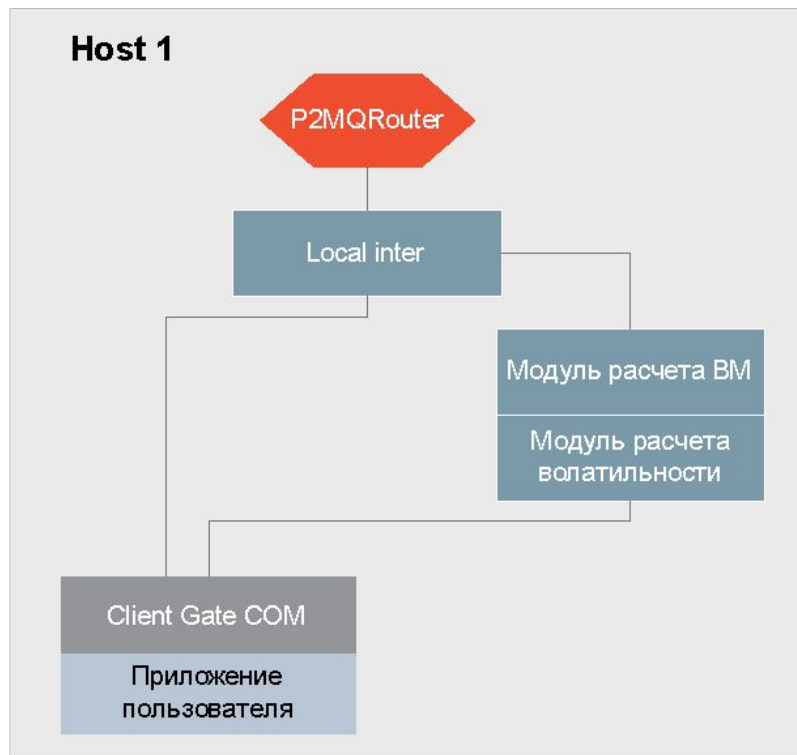 Host 1
P2MQRouter
Local inter
Модуль расчета ВМ
Модуль расчета
волатильности
Client Gate COM
Приложение
пользователя